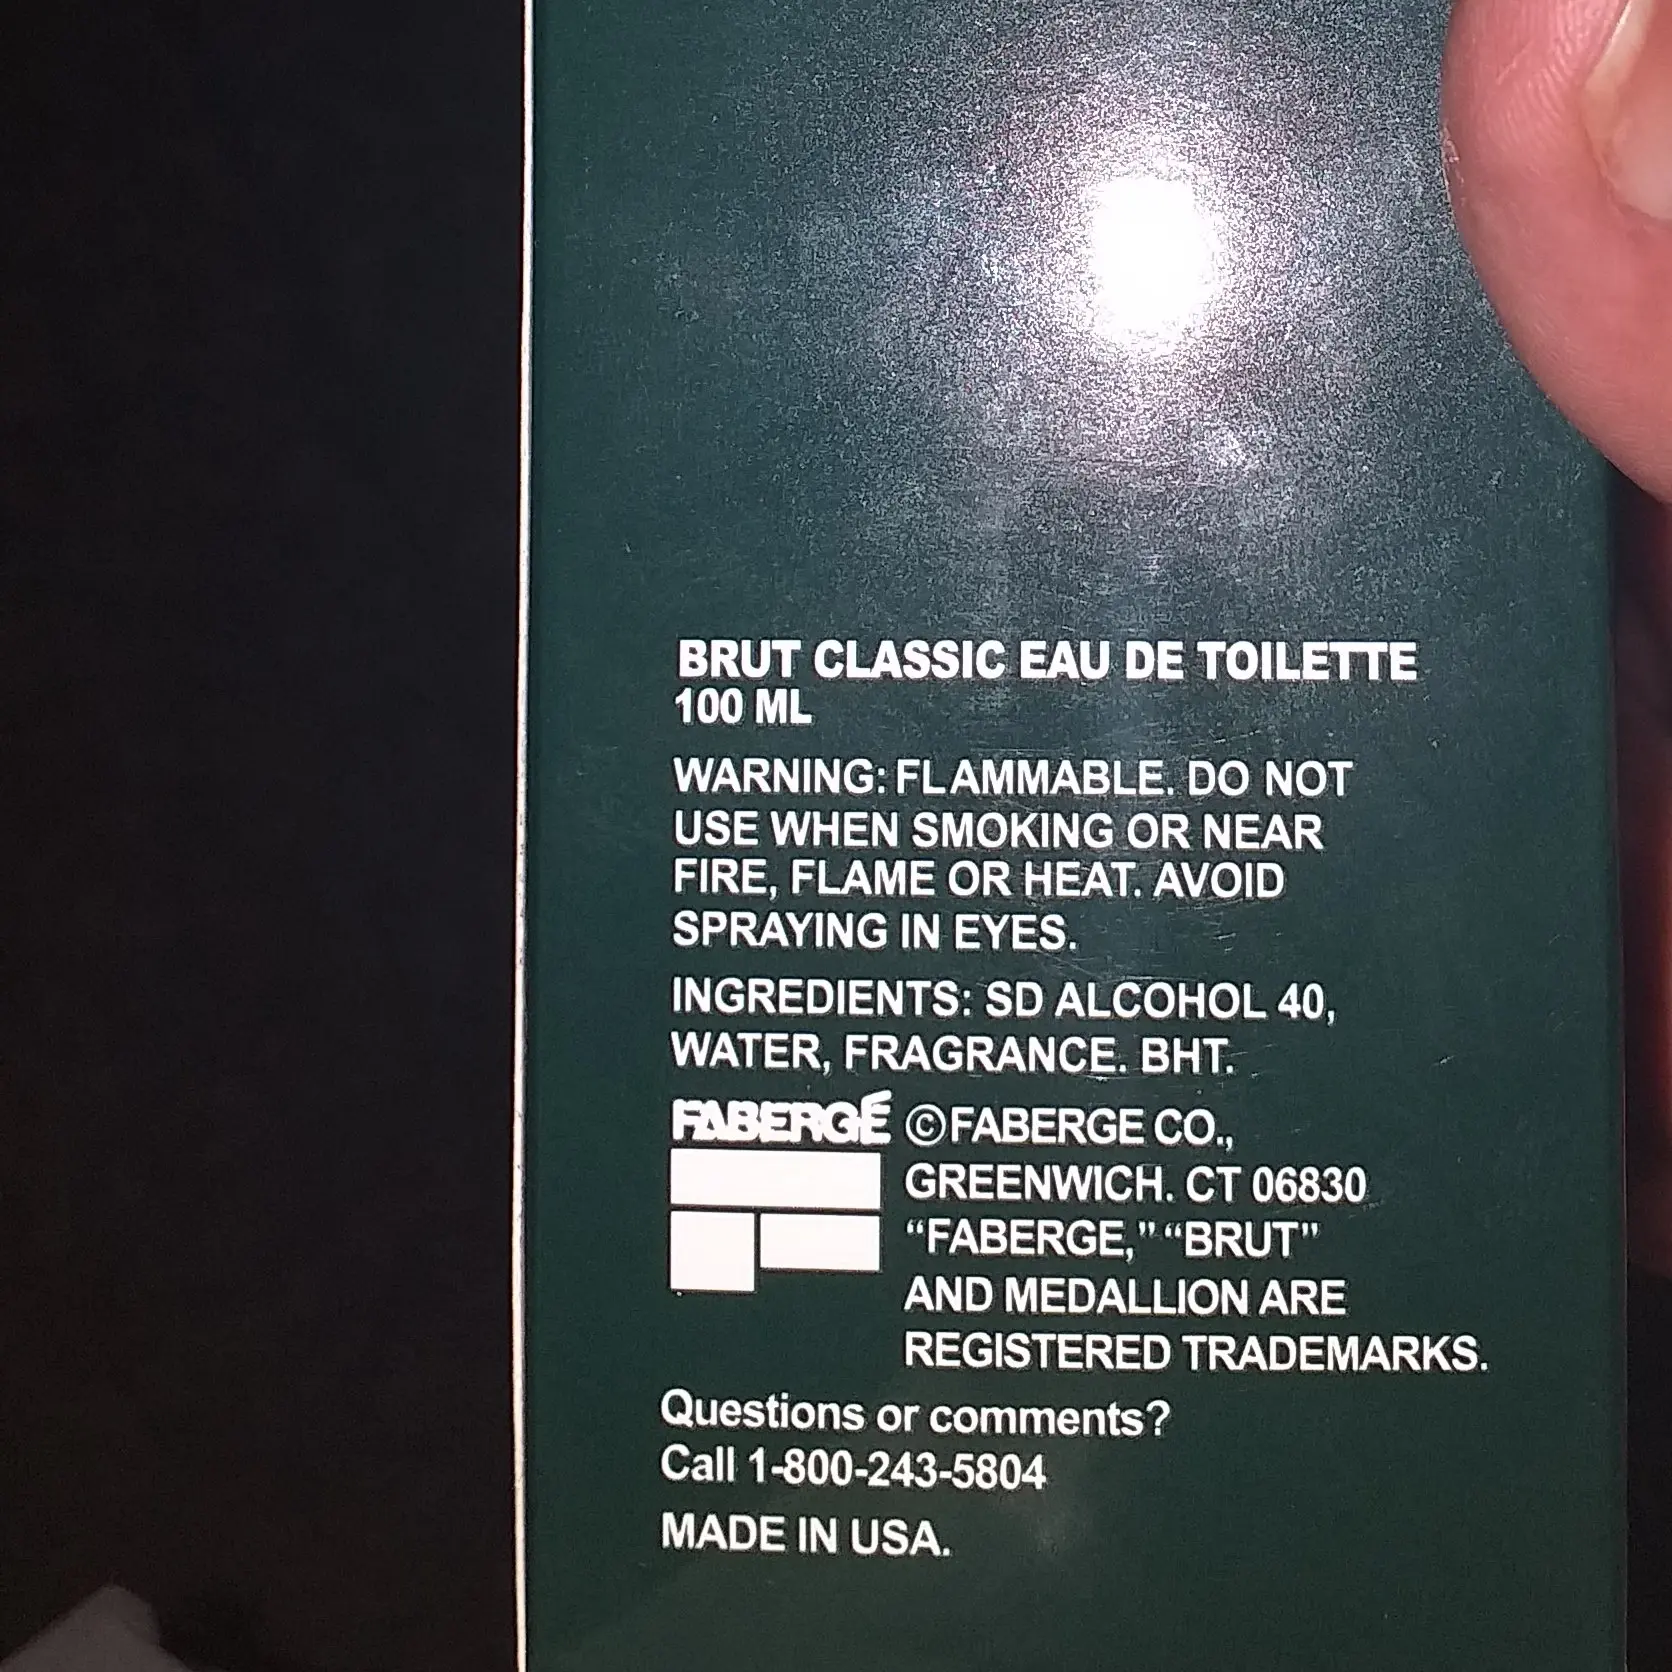 BRUT CLASSIC EAU DE TOILETTE
100 ML
WARNING: FLAMMABLE. DO NOT
USE WHEN SMOKING OR NEAR
FIRE, FLAME OR HEAT. AVOID
SPRAYING IN EYES.
INGREDIENTS: SD ALCOHOL 40,
WATER, FRAGRANCE. BHT.
FABERGÉ ©FABERGE CO.,
GREENWICH. CT 06830
“FABERGE,” “BRUT”
AND MEDALLION ARE
REGISTERED TRADEMARKS.
Questions or comments?
Call 1-800-243-5804
MADE IN USA.